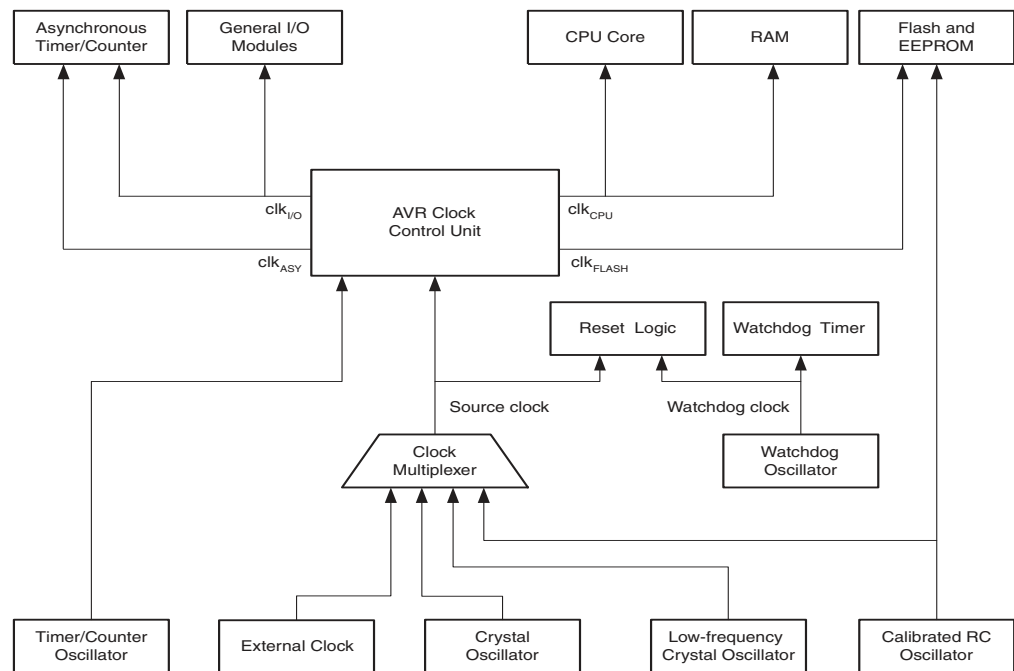 Asynchronous
Timer/Counter
General I/O
Modules
CPU Core
RAM
Flash and
EEPROM
clkI/O
AVR Clock
Control Unit
clkCPU
clkASY
clkFLASH
Reset Logic
Watchdog Timer
Source clock
Watchdog clock
Clock
Multiplexer
Watchdog
Oscillator
Timer/Counter
Oscillator
External Clock
Crystal
Oscillator
Low-frequency
Crystal Oscillator
Calibrated RC
Oscillator